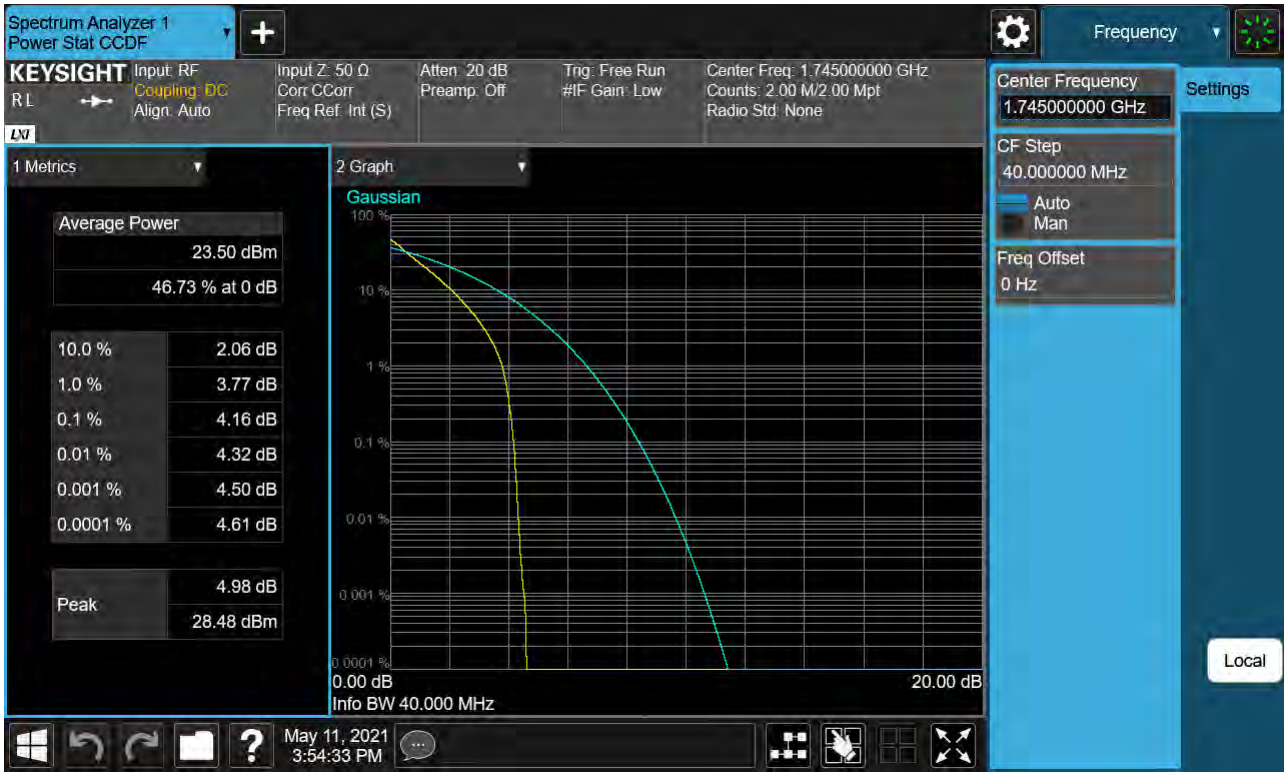 Spectrum Analyzer 1
Power Stat CCDF
Frequency
KEYSIGHT
R L
LXI
Input: RF
Coupling: DC
Align: Auto
Input Z: 50 Ω
Corr CCorr
Freq Ref: Int (S)
Atten: 20 dB
Preamp: Off
Trig: Free Run
#IF Gain: Low
Center Freq: 1.745000000 GHz
Counts: 2.00 M/2.00 Mpt
Radio Std: None
Center Frequency
1.745000000 GHz
Settings
CF Step
40.000000 MHz
Auto
Man
Freq Offset
0 Hz
Local
1 Metrics
Average Power
23.50 dBm
46.73 % at 0 dB
10.0 % 2.06 dB
1.0 % 3.77 dB
0.1 % 4.16 dB
0.01 % 4.32 dB
0.001 % 4.50 dB
0.0001 % 4.61 dB
Peak
4.98 dB
28.48 dBm
2 Graph
Gaussian
100 %
10 %
1 %
0.1 %
0.01 %
0.001 %
0.0001 %
0.00 dB 20.00 dB
Info BW 40.000 MHz
?
May 11, 2021
3:54:33 PM